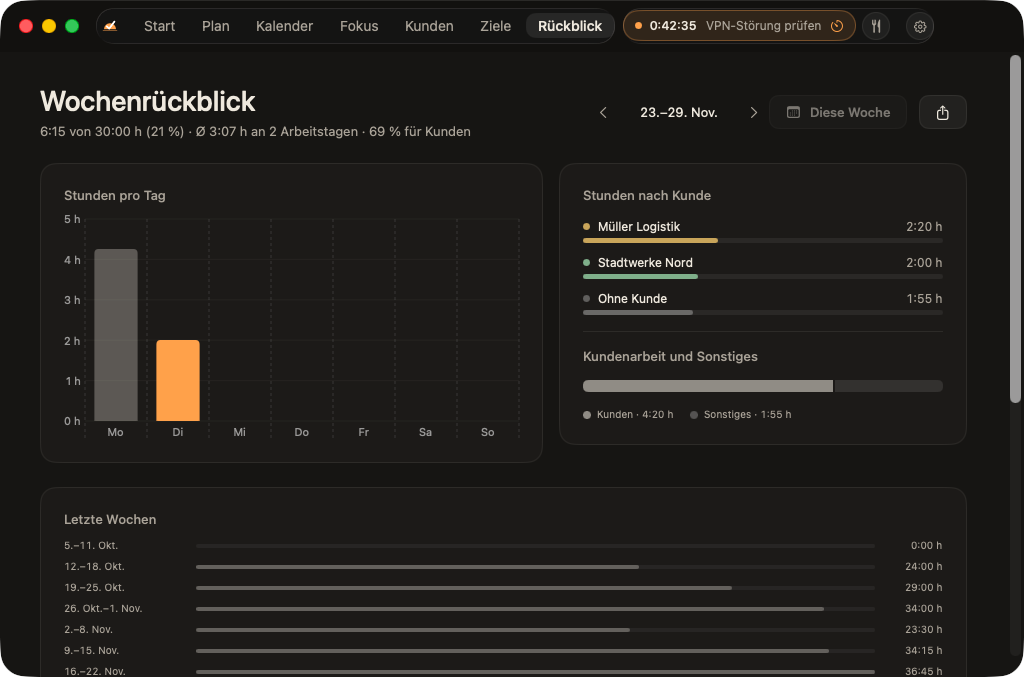 Start Plan Kalender Fokus Kunden Ziele Rückblick 0:42:35 VPN-Störung prüfen
Wochenrückblick
6:15 von 30:00 h (21 %) · Ø 3:07 h an 2 Arbeitstagen · 69 % für Kunden
23.–29. Nov.
Diese Woche
Stunden pro Tag
5 h
4 h
3 h
2 h
1 h
0 h
Mo Di Mi Do Fr Sa So
Stunden nach Kunde
Müller Logistik 2:20 h
Stadtwerke Nord 2:00 h
Ohne Kunde 1:55 h
Kundenarbeit und Sonstiges
Kunden · 4:20 h Sonstiges · 1:55 h
Letzte Wochen
5.–11. Okt. 0:00 h
12.–18. Okt. 24:00 h
19.–25. Okt. 29:00 h
26. Okt.–1. Nov. 34:00 h
2.–8. Nov. 23:30 h
9.–15. Nov. 34:15 h
16.–22. Nov. 36:45 h